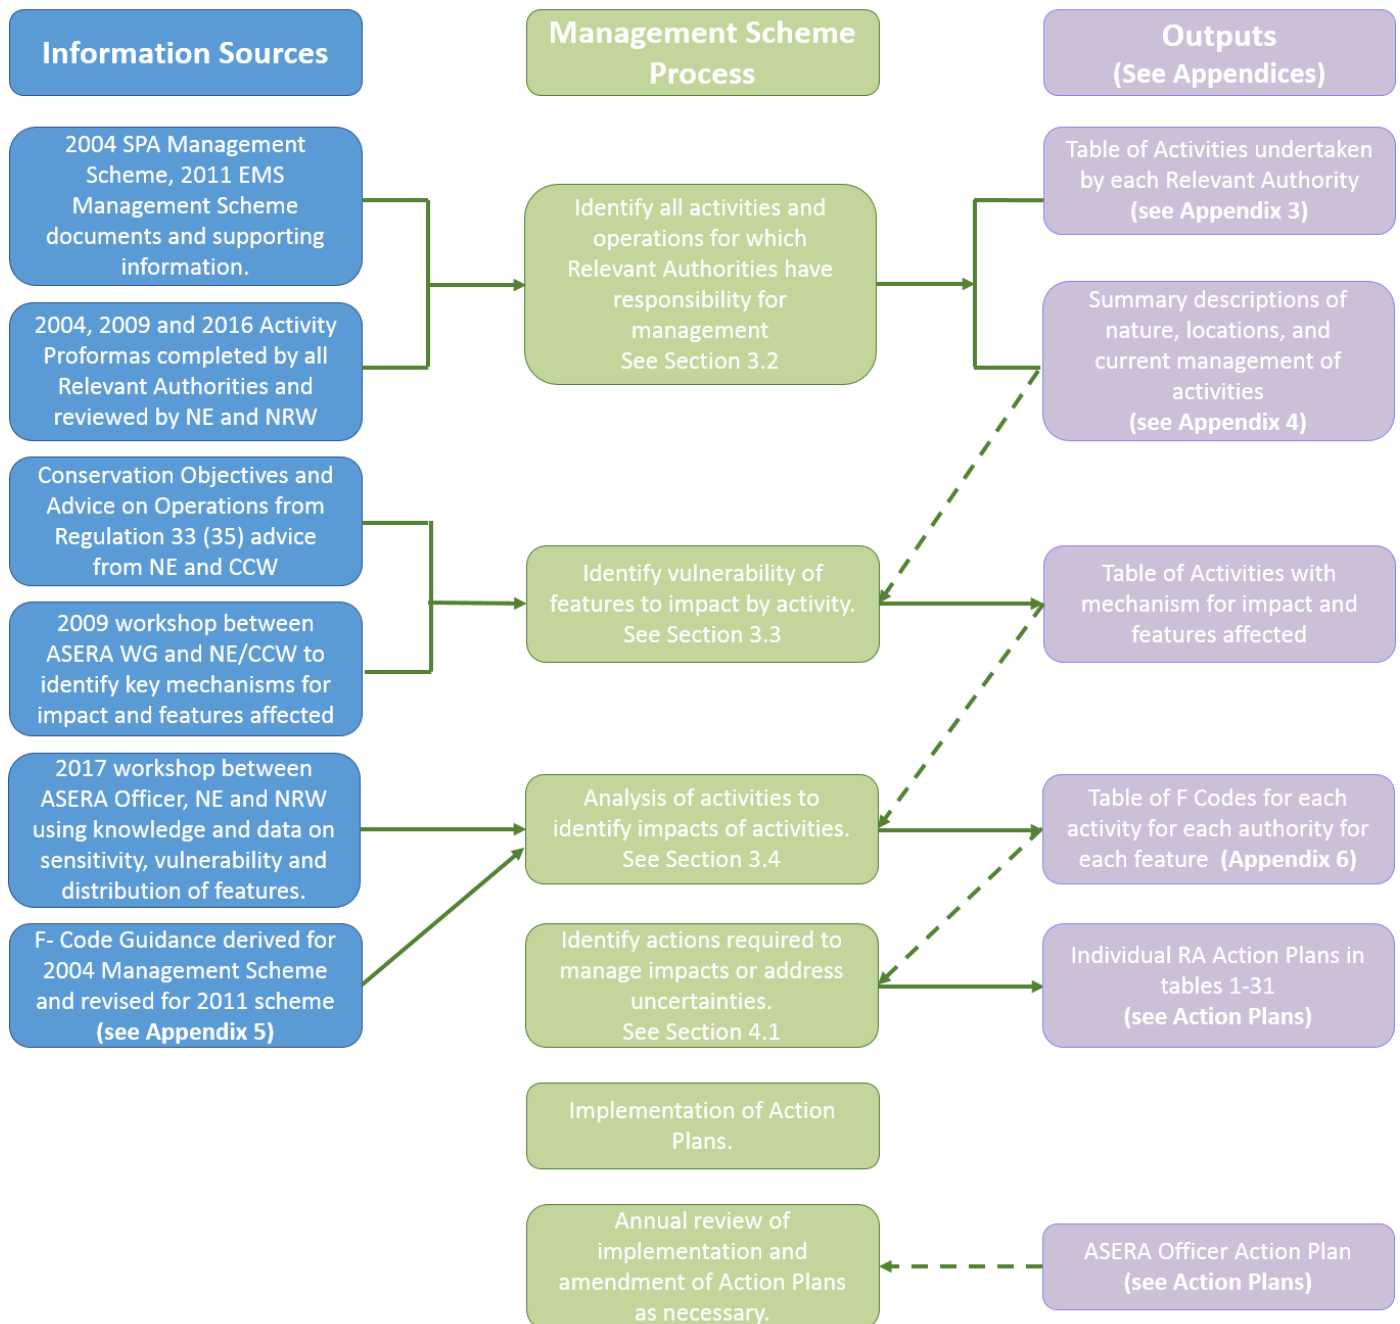 Information Sources
Management Scheme
Process
Outputs
(See Appendices)
2004 SPA Management
Scheme, 2011 EMS
Management Scheme
documents and supporting
information.
Identify all activities and
operations for which
Relevant Authorities have
responsibility for
management
See Section 3.2
Table of Activities undertaken
by each Relevant Authority
(see Appendix 3)
2004, 2009 and 2016 Activity
Proformas completed by all
Relevant Authorities and
reviewed by NE and NRW
Summary descriptions of
nature, locations, and
current management of
activities
(see Appendix 4)
Conservation Objectives and
Advice on Operations from
Regulation 33 (35) advice
from NE and CCW
Identify vulnerability of
features to impact by activity.
See Section 3.3
Table of Activities with
mechanism for impact and
features affected
2009 workshop between
ASERA WG and NE/CCW to
identify key mechanisms for
impact and features affected
2017 workshop between
ASERA Officer, NE and NRW
using knowledge and data on
sensitivity, vulnerability and
distribution of features.
Analysis of activities to
identify impacts of activities.
See Section 3.4
Table of F Codes for each
activity for each authority for
each feature (Appendix 6)
F- Code Guidance derived for
2004 Management Scheme
and revised for 2011 scheme
(see Appendix 5)
Identify actions required to
manage impacts or address
uncertainties.
See Section 4.1
Individual RA Action Plans in
tables 1-31
(see Action Plans)
Implementation of Action
Plans.
Annual review of
implementation and
amendment of Action Plans
as necessary.
ASERA Officer Action Plan
(see Action Plans)